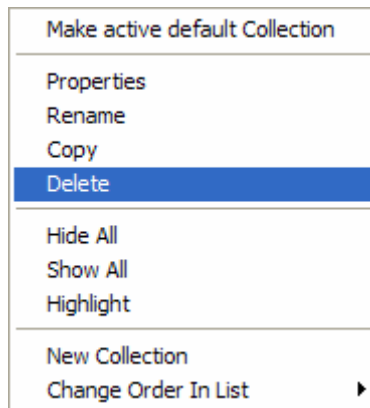 Make active default Collection
Properties
Rename
Copy
Delete
Hide All
Show All
Highlight
New Collection
Change Order In List